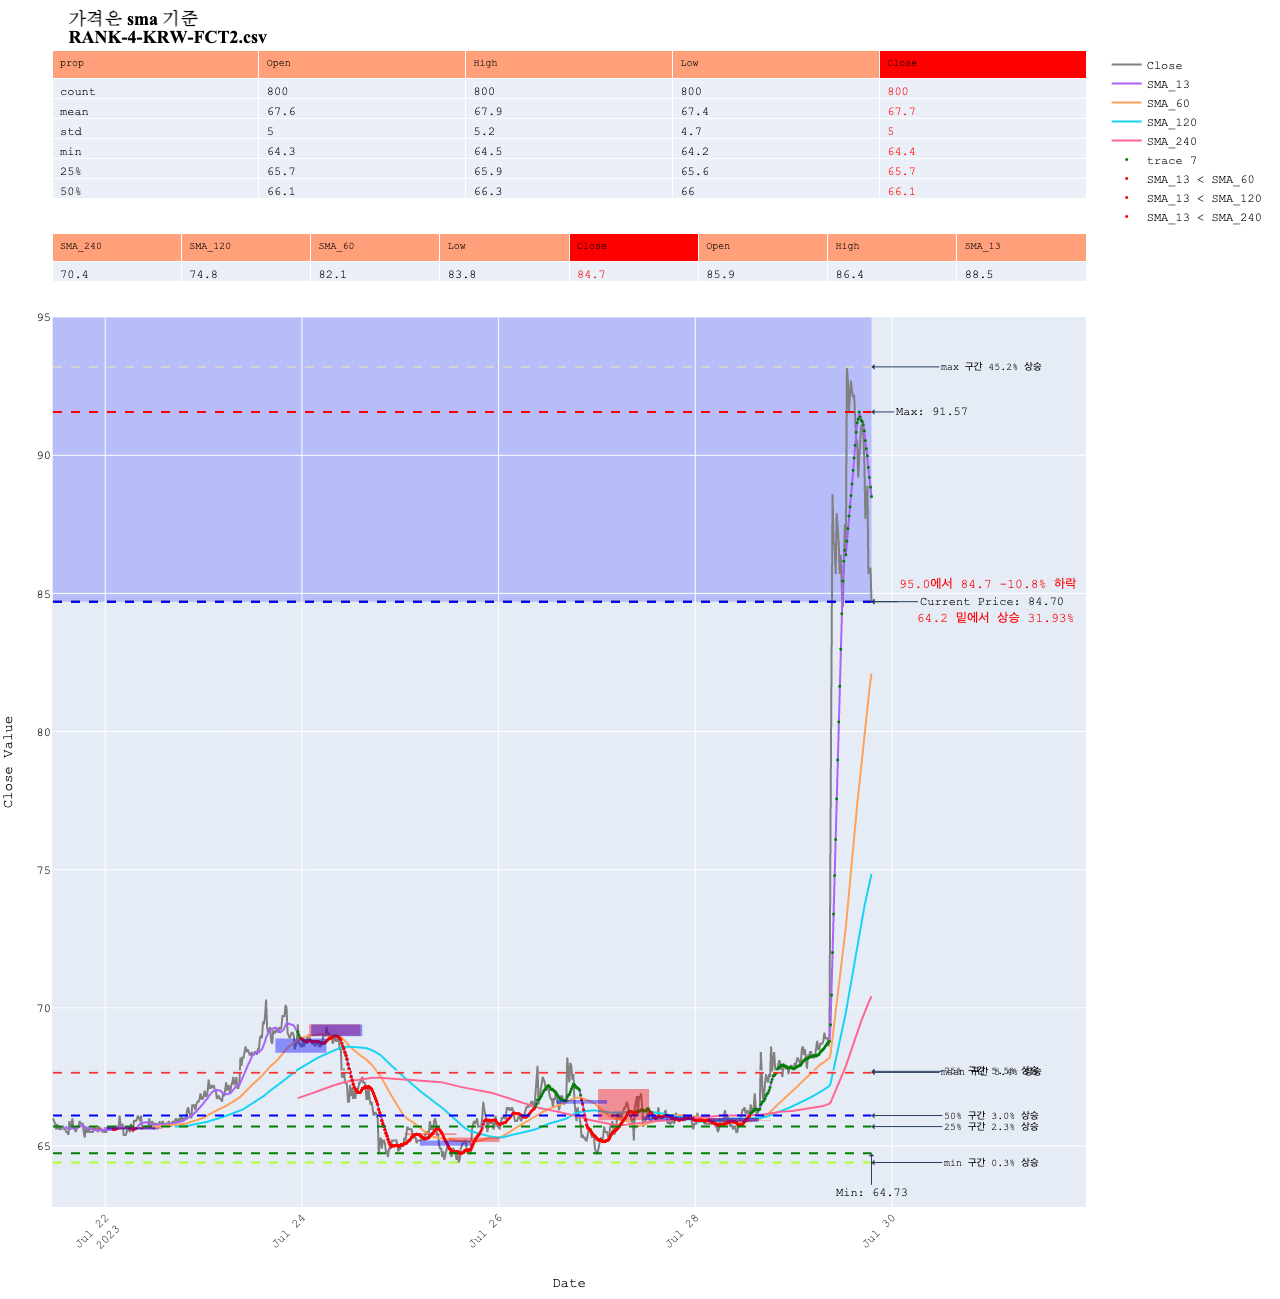 가격은 sma 기준
RANK-4-KRW-FCT2.csv
prop Open High Low Close
count 800 800 800 800
mean 67.6 67.9 67.4 67.7
std 5 5.2 4.7 5
min 64.3 64.5 64.2 64.4
25% 65.7 65.9 65.6 65.7
50% 66.1 66.3 66 66.1
SMA_240 SMA_120 SMA_60 Low Close Open High SMA_13
70.4 74.8 82.1 83.8 84.7 85.9 86.4 88.5
Close
SMA_13
SMA_60
SMA_120
SMA_240
trace 7
SMA_13 < SMA_60
SMA_13 < SMA_120
SMA_13 < SMA_240
95
90
85
80
75
70
65
Close Value
max 구간 45.2% 상승
Max: 91.57
95.0에서 84.7 -10.8% 하락
Current Price: 84.70
64.2 밑에서 상승 31.93%
50% 구간 3.0% 상승
25% 구간 2.3% 상승
min 구간 0.3% 상승
Min: 64.73
Jul 22
2023
Jul 24
Jul 26
Jul 28
Jul 30
Date